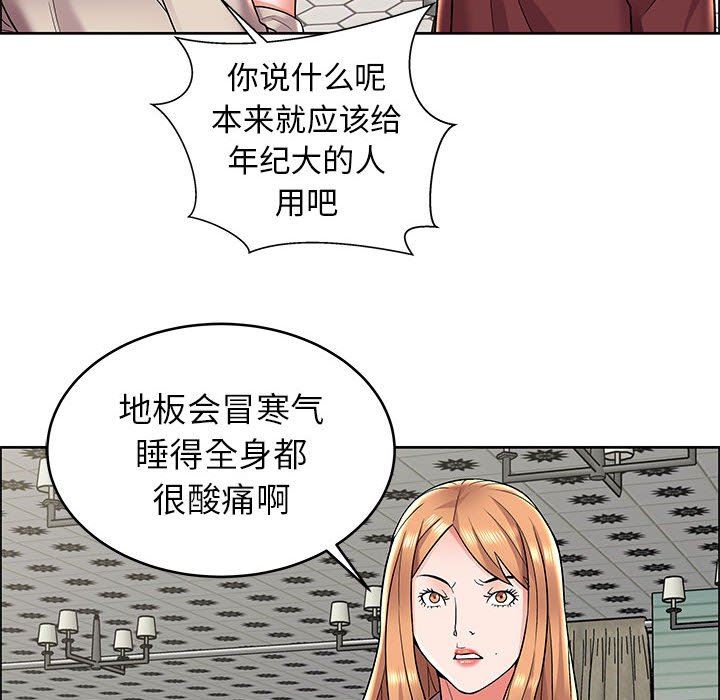 你说什么呢
本来就应该给
年纪大的人
用吧
地板会冒寒气
睡得全身都
很酸痛啊